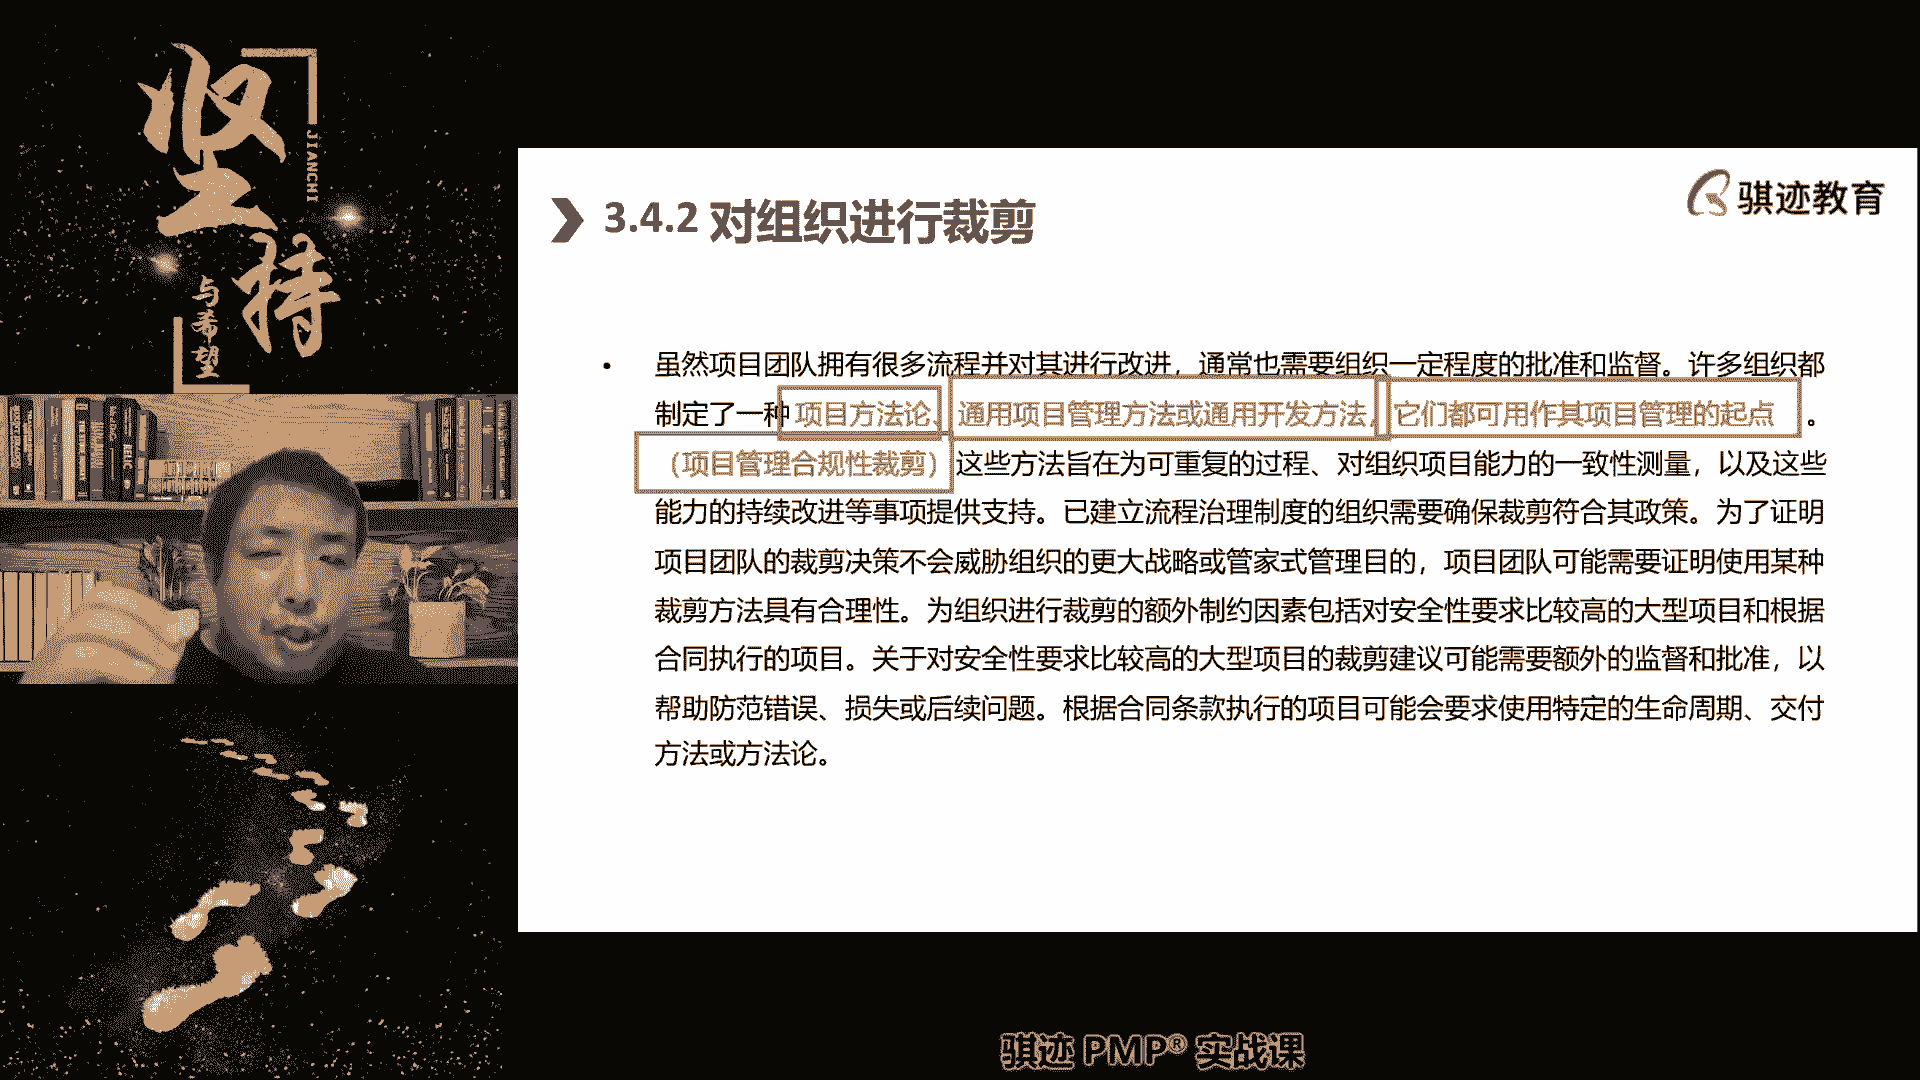 坚持
JIANCHI
与希望
骐迹教育
3.4.2 对组织进行裁剪
• 虽然项目团队拥有很多流程并对其进行改进，通常也需要组织一定程度的批准和监督。许多组织都
制定了一种项目方法论、通用项目管理方法或通用开发方法，它们都可用作其项目管理的起点。
（项目管理合规性裁剪）这些方法旨在为可重复的过程、对组织项目能力的一致性测量，以及这些
能力的持续改进等事项提供支持。已建立流程治理制度的组织需要确保裁剪符合其政策。为了证明
项目团队的裁剪决策不会威胁组织的更大战略或管家式管理目的，项目团队可能需要证明使用某种
裁剪方法具有合理性。为组织进行裁剪的额外制约因素包括对安全性要求比较高的大型项目和根据
合同执行的项目。关于对安全性要求比较高的大型项目的裁剪建议可能需要额外的监督和批准，以
帮助防范错误、损失或后续问题。根据合同条款执行的项目可能会要求使用特定的生命周期、交付
方法或方法论。
骐迹 PMP® 实战课